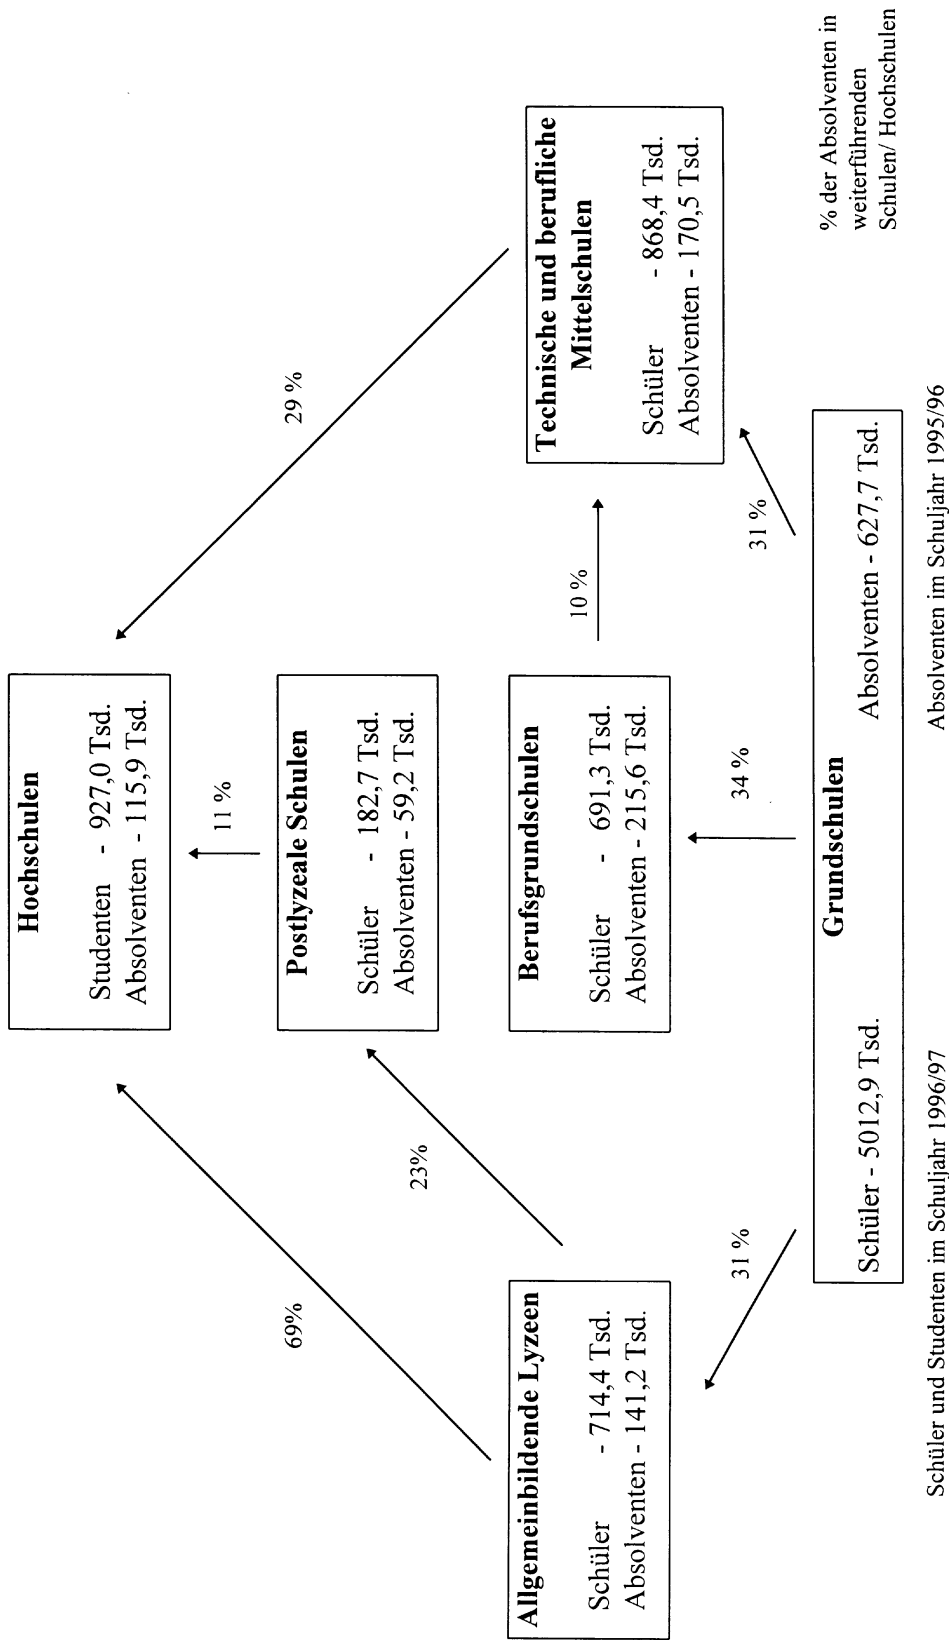 Hochschulen
Studenten - 927,0 Tsd.
Absolventen - 115,9 Tsd.
69%
11 %
29 %
Postlyzeale Schulen
Schüler - 182,7 Tsd.
Absolventen - 59,2 Tsd.
23%
Allgemeinbildende Lyzeen
Schüler - 714,4 Tsd.
Absolventen - 141,2 Tsd.
Berufsgrundschulen
Schüler - 691,3 Tsd.
Absolventen - 215,6 Tsd.
10 %
Technische und berufliche
Mittelschulen
Schüler - 868,4 Tsd.
Absolventen - 170,5 Tsd.
31 %
34 %
31 %
Grundschulen
Schüler - 5012,9 Tsd. Absolventen - 627,7 Tsd.
% der Absolventen in
weiterführenden
Schulen/ Hochschulen
Schüler und Studenten im Schuljahr 1996/97 Absolventen im Schuljahr 1995/96